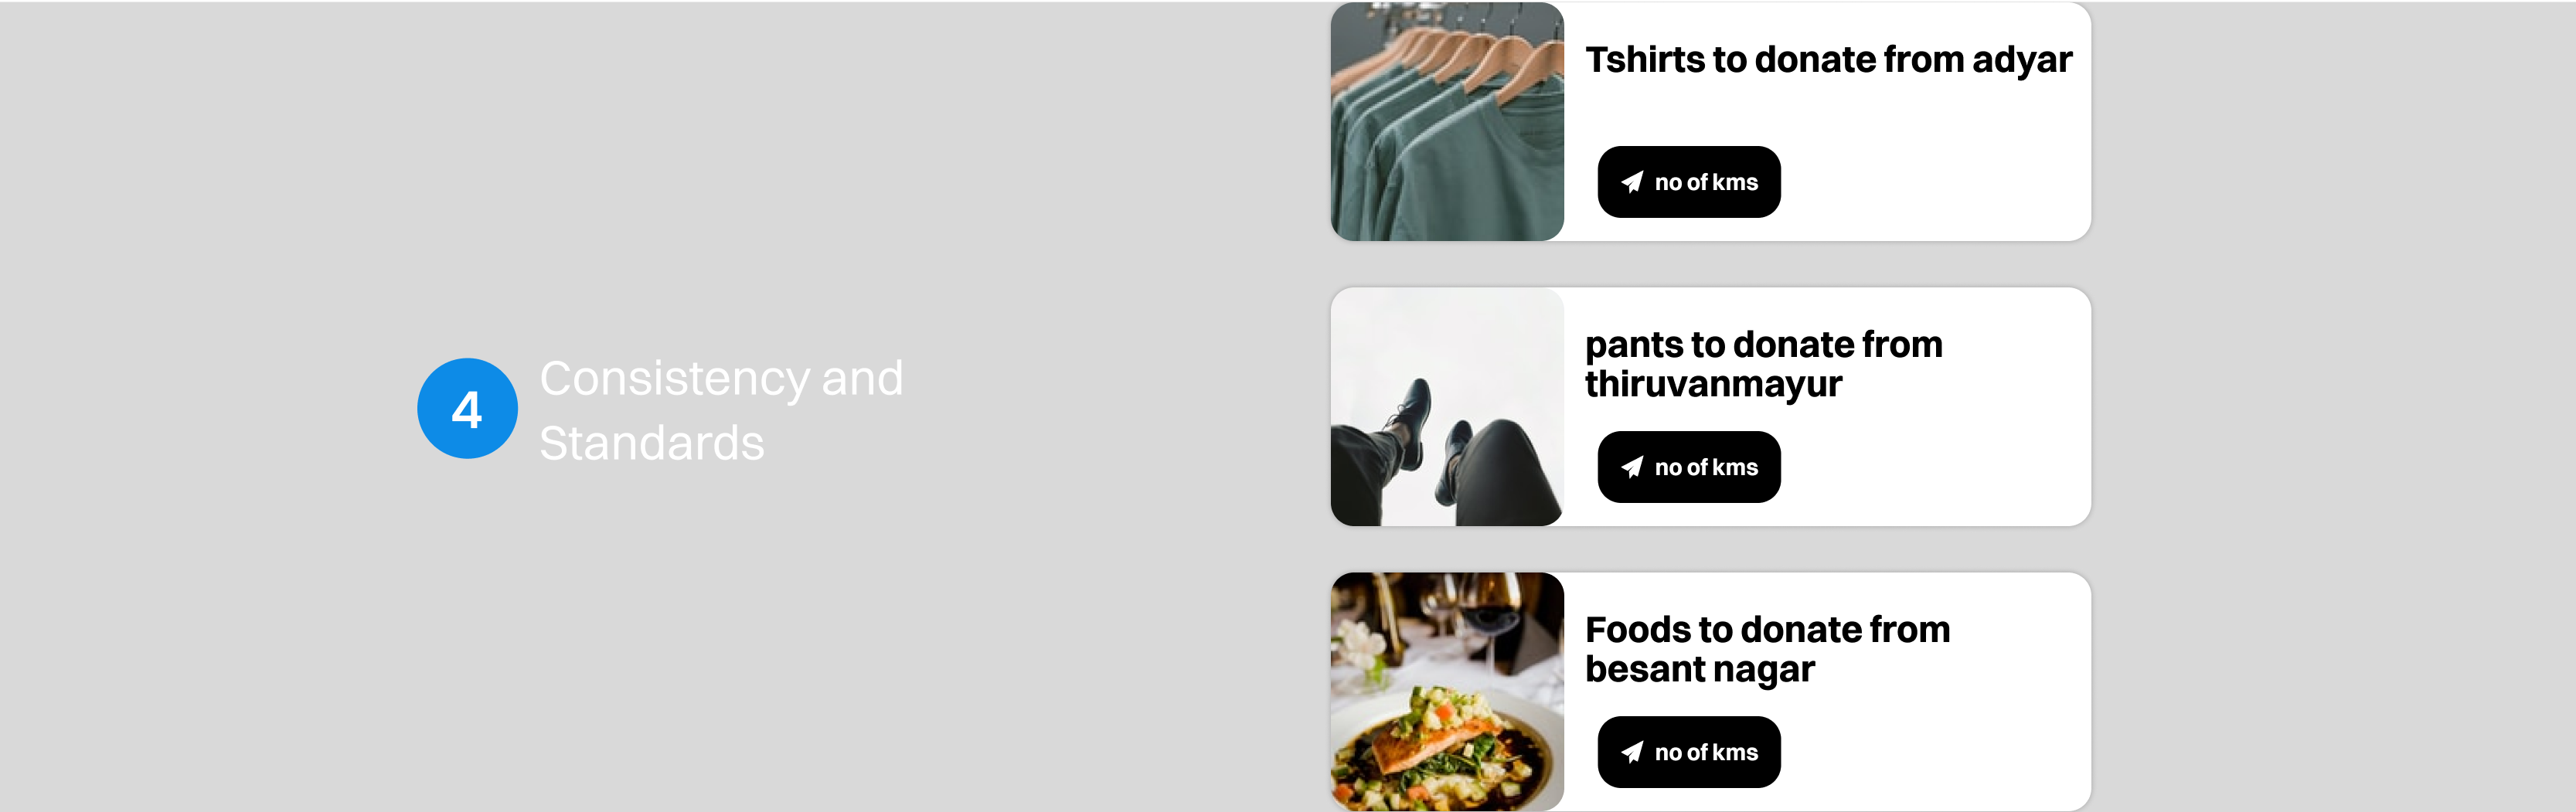 4
Consistency and
Standards
Tshirts to donate from adyar
no of kms
pants to donate from
thiruvanmayur
no of kms
Foods to donate from
besant nagar
no of kms